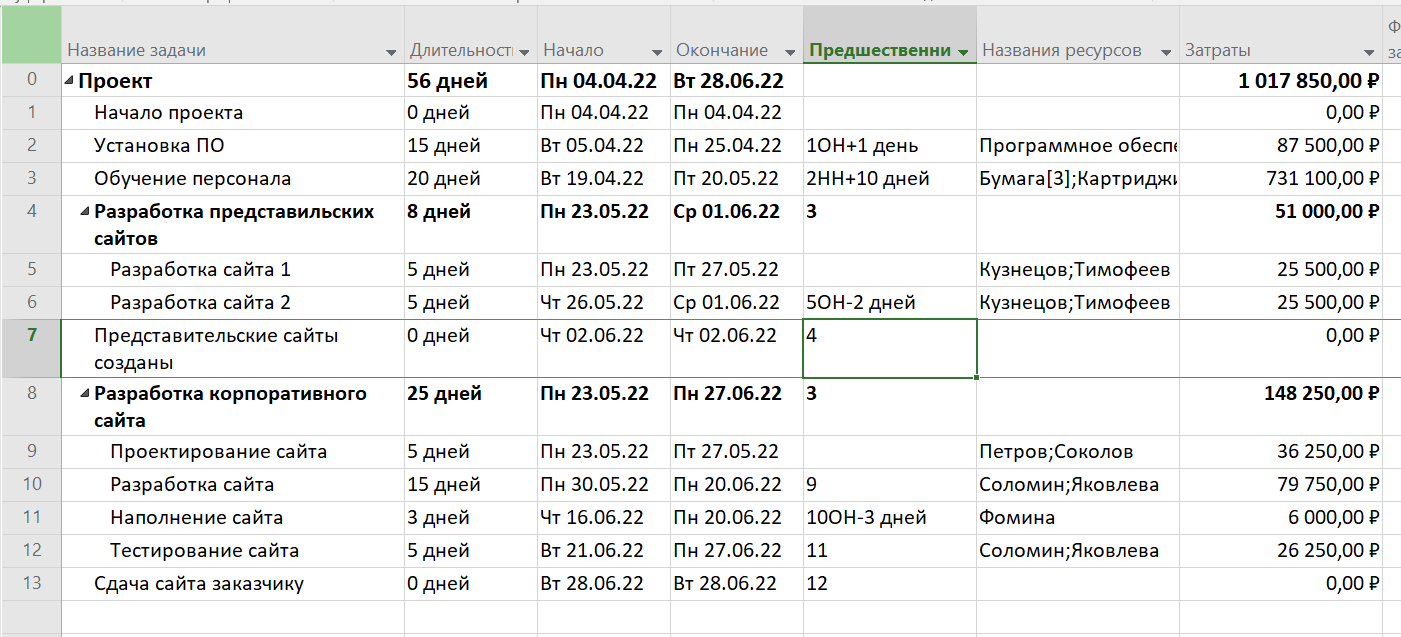 Название задачи Длительност Начало Окончание Предшественни Названия ресурсов Затраты
0 Проект 56 дней Пн 04.04.22 Вт 28.06.22 1 017 850,00 ₽
1 Начало проекта 0 дней Пн 04.04.22 Пн 04.04.22 0,00 ₽
2 Установка ПО 15 дней Вт 05.04.22 Пн 25.04.22 1ОН+1 день Программное обеспе 87 500,00 ₽
3 Обучение персонала 20 дней Вт 19.04.22 Пт 20.05.22 2НН+10 дней Бумага[3];Картриджи 731 100,00 ₽
4 Разработка представильских 8 дней Пн 23.05.22 Ср 01.06.22 3 51 000,00 ₽
сайтов
5 Разработка сайта 1 5 дней Пн 23.05.22 Пт 27.05.22 Кузнецов;Тимофеев 25 500,00 ₽
6 Разработка сайта 2 5 дней Чт 26.05.22 Ср 01.06.22 5ОН-2 дней Кузнецов;Тимофеев 25 500,00 ₽
7 Представительские сайты 0 дней Чт 02.06.22 Чт 02.06.22 4 0,00 ₽
созданы
8 Разработка корпоративного 25 дней Пн 23.05.22 Пн 27.06.22 3 148 250,00 ₽
сайта
9 Проектирование сайта 5 дней Пн 23.05.22 Пт 27.05.22 Петров;Соколов 36 250,00 ₽
10 Разработка сайта 15 дней Пн 30.05.22 Пн 20.06.22 9 Соломин;Яковлева 79 750,00 ₽
11 Наполнение сайта 3 дней Чт 16.06.22 Пн 20.06.22 10ОН-3 дней Фомина 6 000,00 ₽
12 Тестирование сайта 5 дней Вт 21.06.22 Пн 27.06.22 11 Соломин;Яковлева 26 250,00 ₽
13 Сдача сайта заказчику 0 дней Вт 28.06.22 Вт 28.06.22 12 0,00 ₽